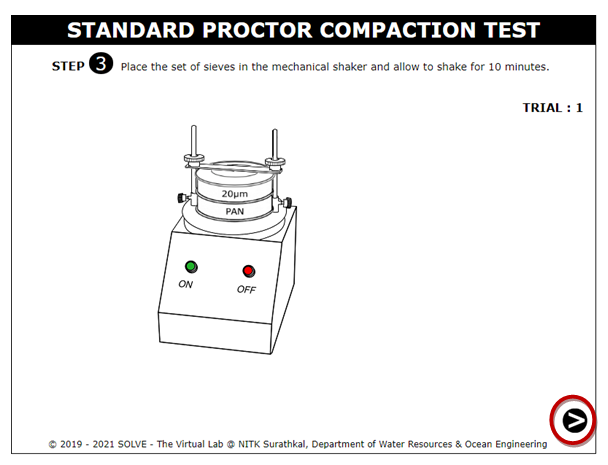 STANDARD PROCTOR COMPACTION TEST
STEP 3 Place the set of sieves in the mechanical shaker and allow to shake for 10 minutes.
TRIAL : 1
20μm
PAN
ON
OFF
© 2019 - 2021 SOLVE - The Virtual Lab @ NITK Surathkal, Department of Water Resources & Ocean Engineering